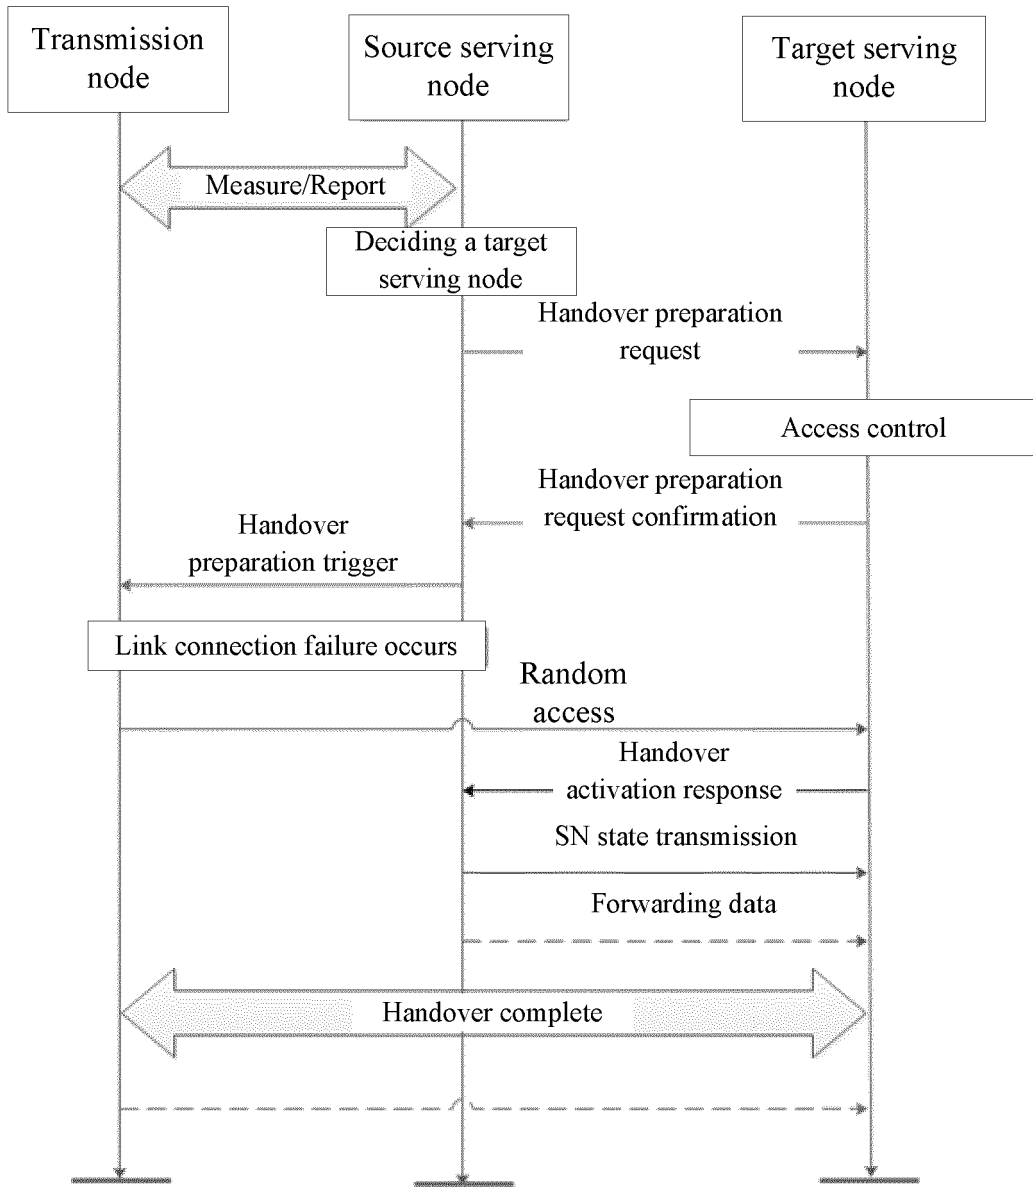 Transmission
node
Source serving
node
Target serving
node
Measure/Report
Deciding a target
serving node
Handover preparation
request
Access control
Handover preparation
request confirmation
Handover
preparation trigger
Link connection failure occurs
Random
access
Handover
activation response
SN state transmission
Forwarding data
Handover complete